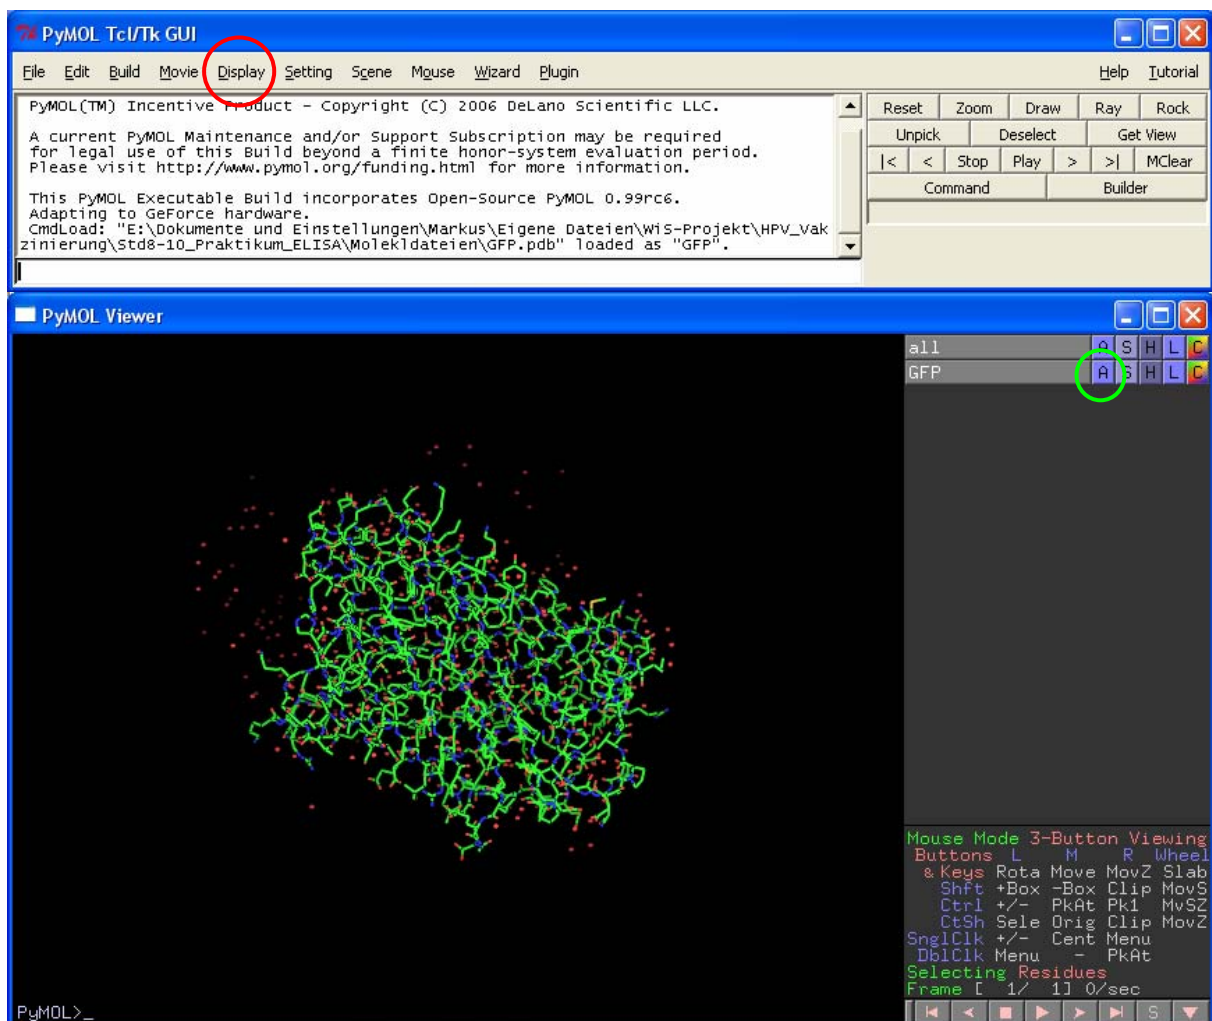 PyMOL Tcl/Tk GUI
File Edit Build Movie Display Setting Scene Mouse Wizard Plugin Help Tutorial
PyMOL(TM) Incentive Product - Copyright (C) 2006 DeLano Scientific LLC.
A current PyMOL Maintenance and/or Support Subscription may be required
for legal use of this Build beyond a finite honor-system evaluation period.
Please visit http://www.pymol.org/funding.html for more information.
This PyMOL Executable Build incorporates Open-Source PyMOL 0.99rc6.
Adapting to GeForce hardware.
CmdLoad: "E:\Dokumente und Einstellungen\Markus\Eigene Dateien\WiS-Projekt\HPV_Vak
zinierung\Std8-10_Praktikum_ELISA\Molekldateien\GFP.pdb" loaded as "GFP".
Reset Zoom Draw Ray Rock
Unpick Deselect Get View
|< < Stop Play > >| MClear
Command Builder
PyMOL Viewer
all A S H L C
GFP A S H L C
Mouse Mode 3-Button Viewing
Buttons L M R Wheel
& Keys Rota Move MovZ Slab
Shft +Box -Box Clip MovS
Ctrl +/- PkAt Pk1 MvSZ
CtSh Sele Orig Clip MovZ
SnglClk +/- Cent Menu
DblClk Menu - PkAt
Selecting Residues
Frame [ 1/ 1] 0/sec
PyMOL>_
S